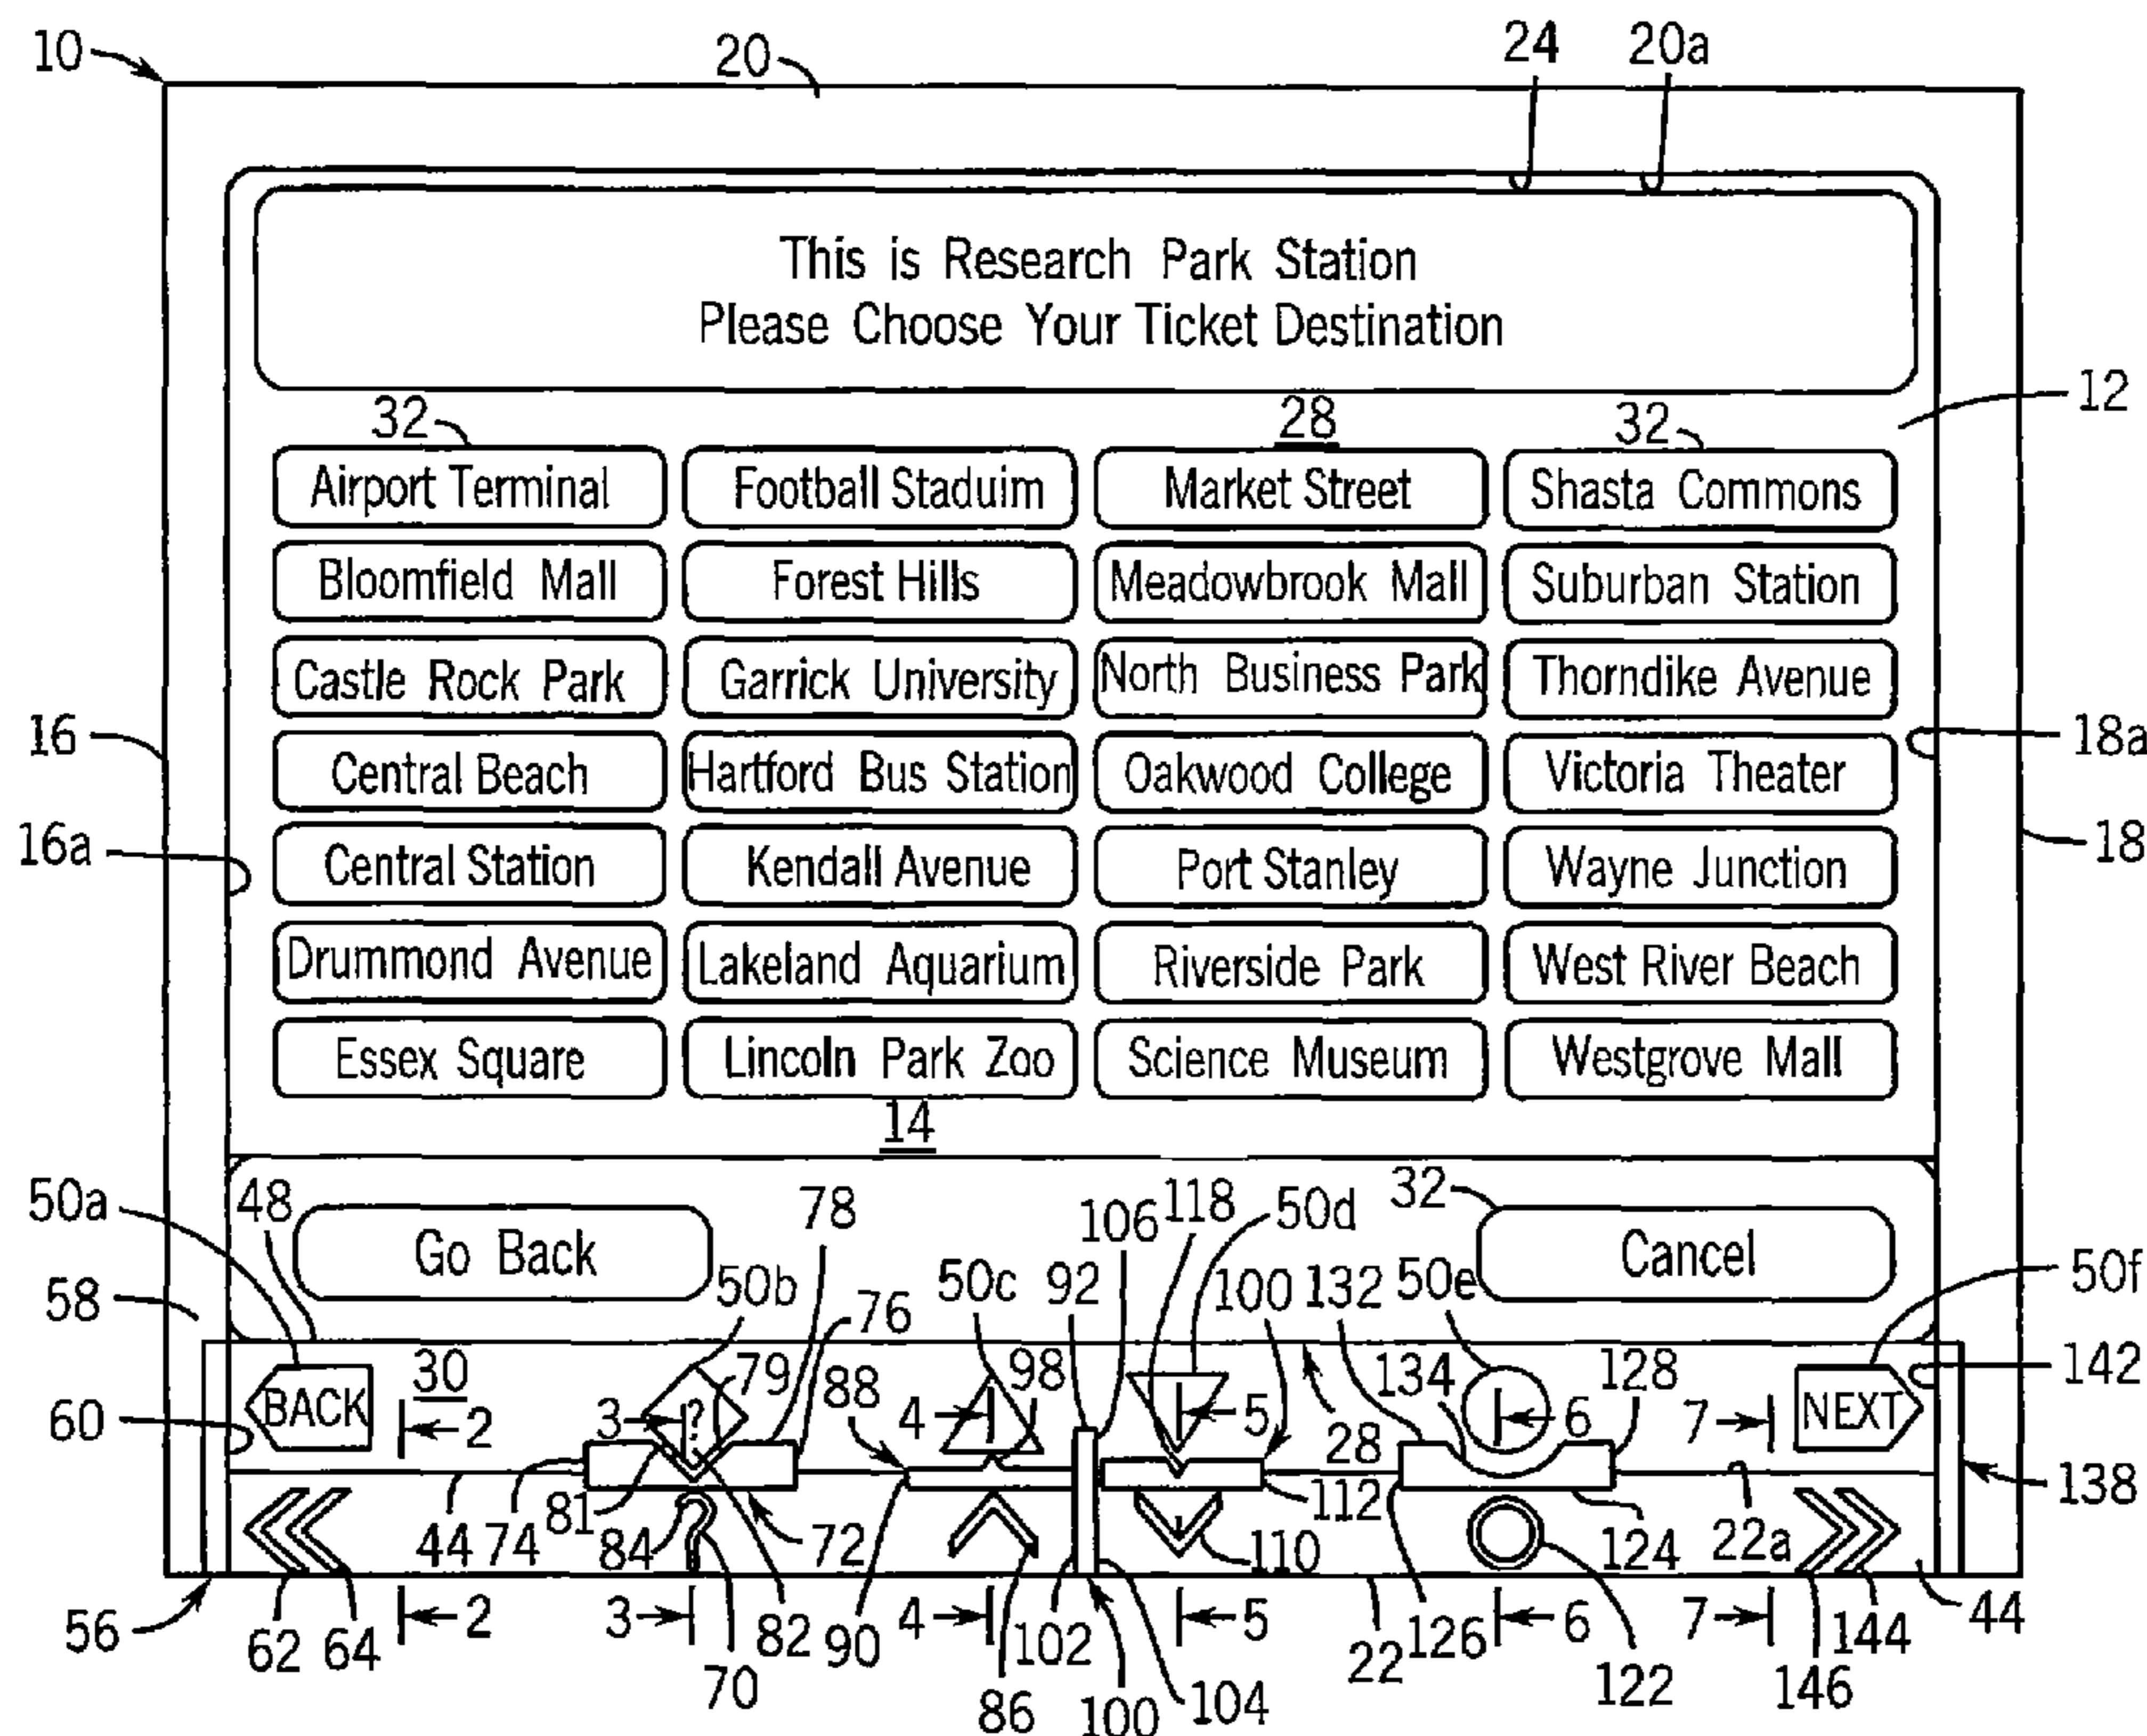 10
20
24
20a
This is Research Park Station
Please Choose Your Ticket Destination
12
32
28
32
Airport Terminal
Football Staduim
Market Street
Shasta Commons
Bloomfield Mall
Forest Hills
Meadowbrook Mall
Suburban Station
Castle Rock Park
Garrick University
North Business Park
Thorndike Avenue
16
18a
Central Beach
Hartford Bus Station
Oakwood College
Victoria Theater
16a
18
Central Station
Kendall Avenue
Port Stanley
Wayne Junction
Drummond Avenue
Lakeland Aquarium
Riverside Park
West River Beach
Essex Square
Lincoln Park Zoo
Science Museum
Westgrove Mall
14
50a
48
78
106
118
50d
32
Go Back
Cancel
58
50b
50c
92
100
132
50e
50f
76
30
79
88
98
134
128
142
60
BACK
2
3
?
4
5
28
6
7
NEXT
44
74
81
84
72
112
110
124
22a
138
56
62
64
2
3
70
82
90
4
102
86
100
104
5
22
126
6
122
7
146
144
44